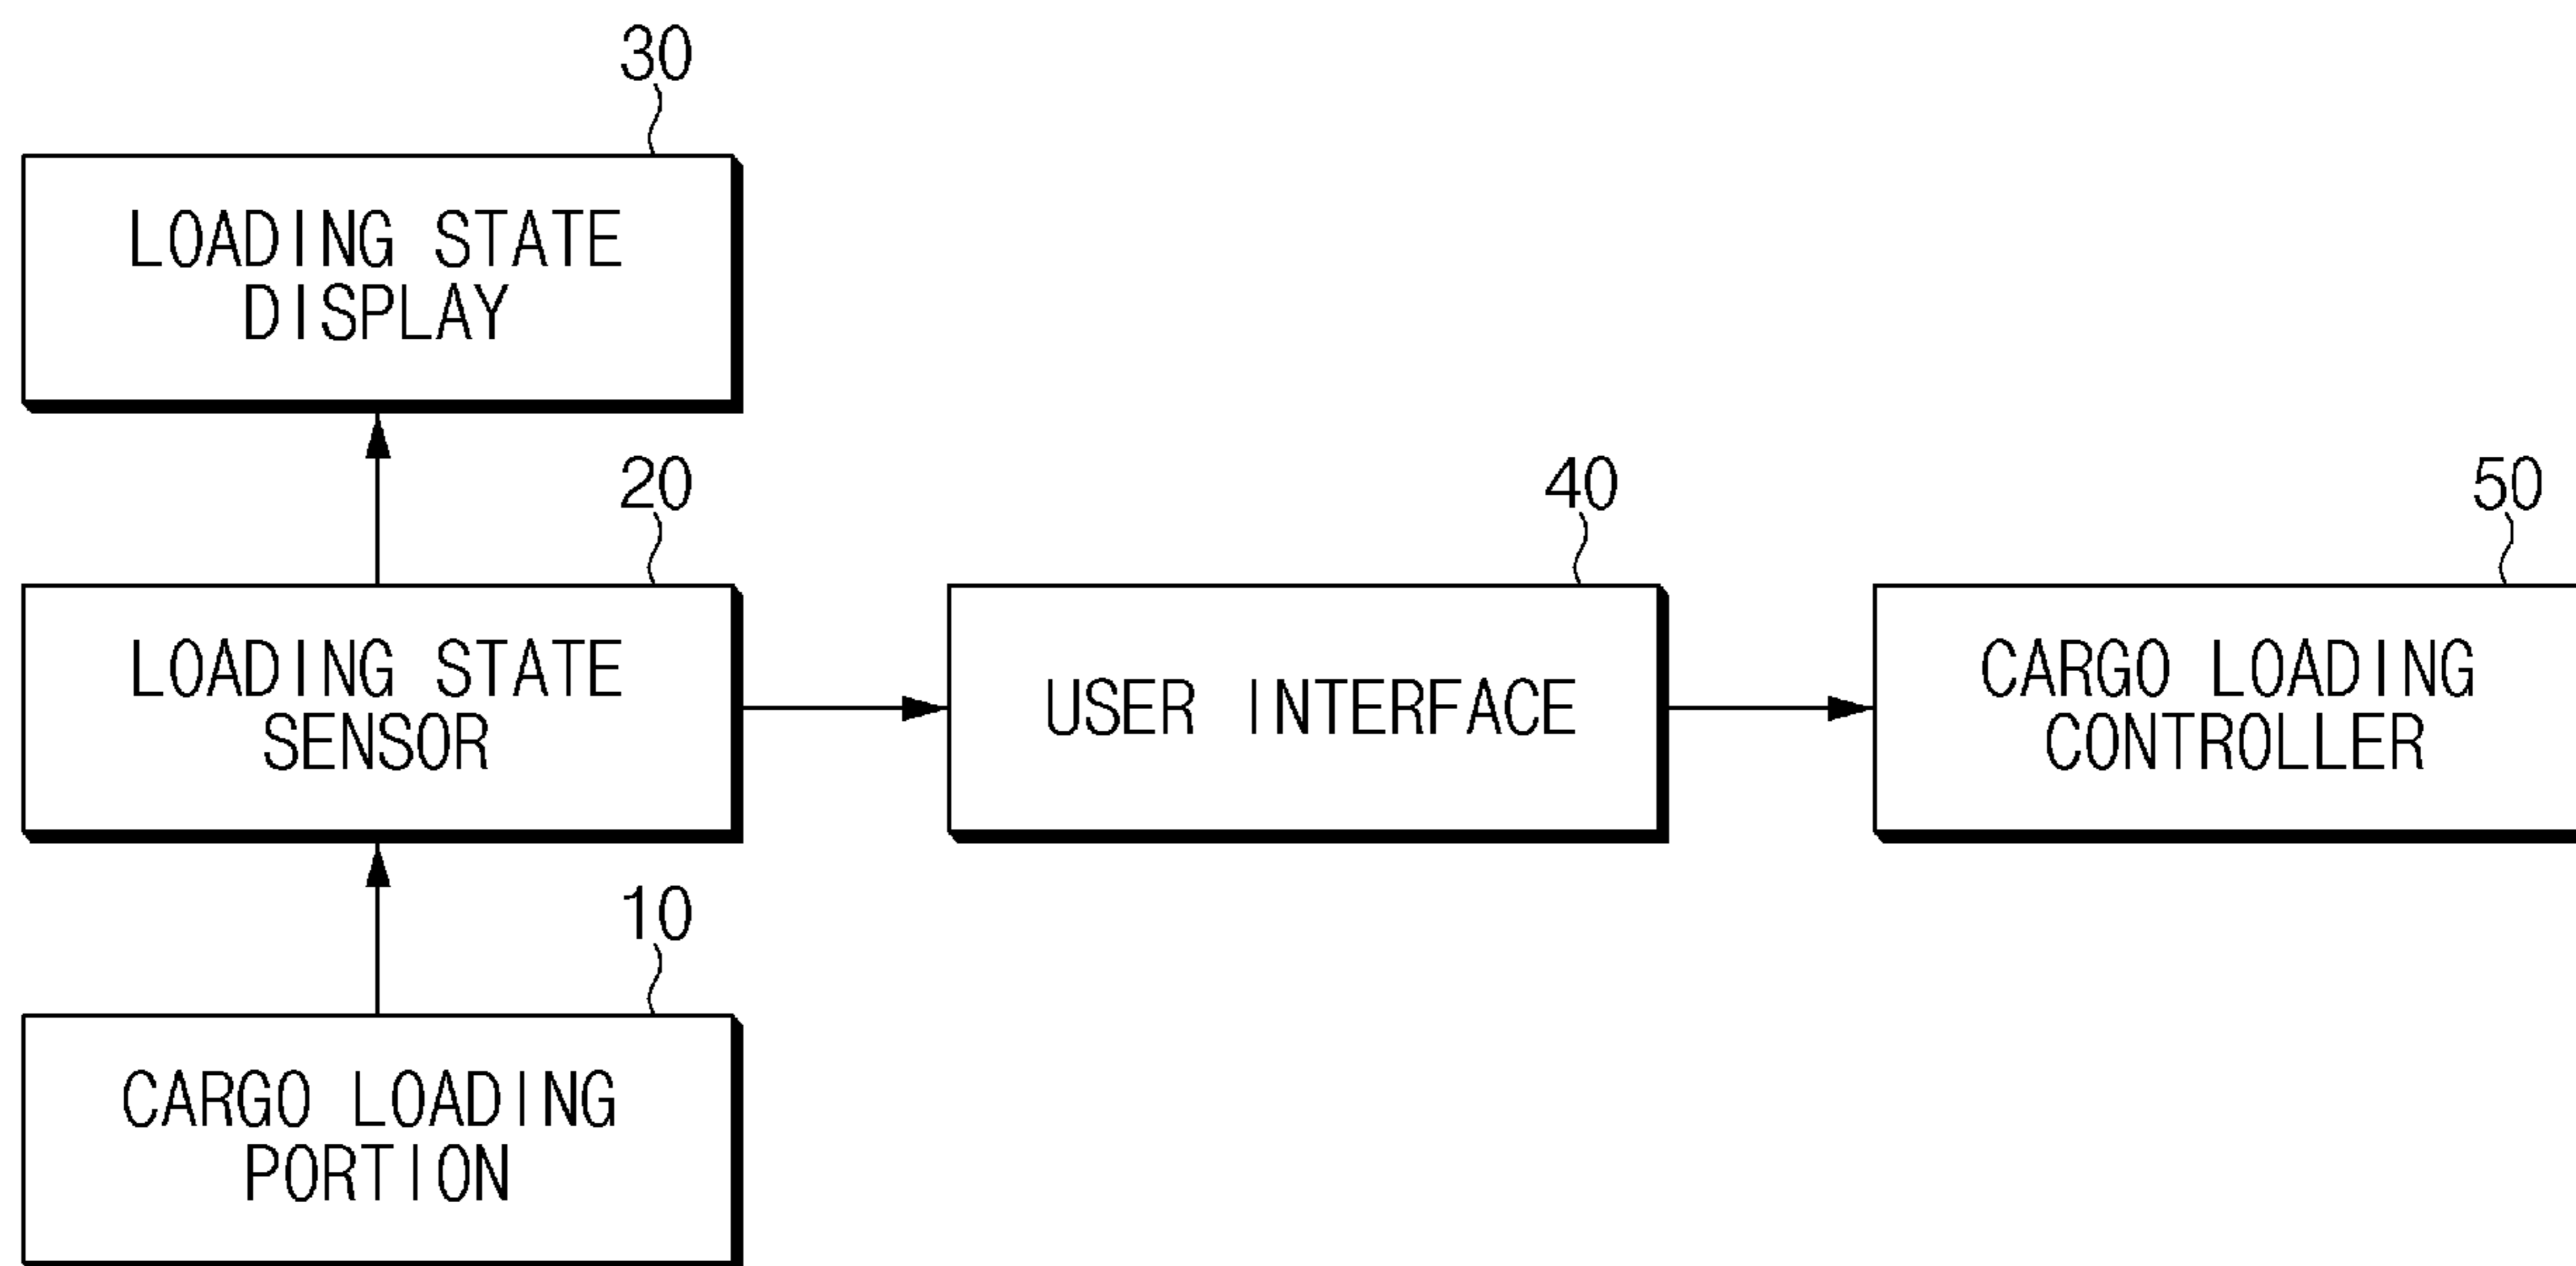 30
LOADING STATE
DISPLAY
20
LOADING STATE
SENSOR
40
USER INTERFACE
50
CARGO LOADING
CONTROLLER
10
CARGO LOADING
PORTION